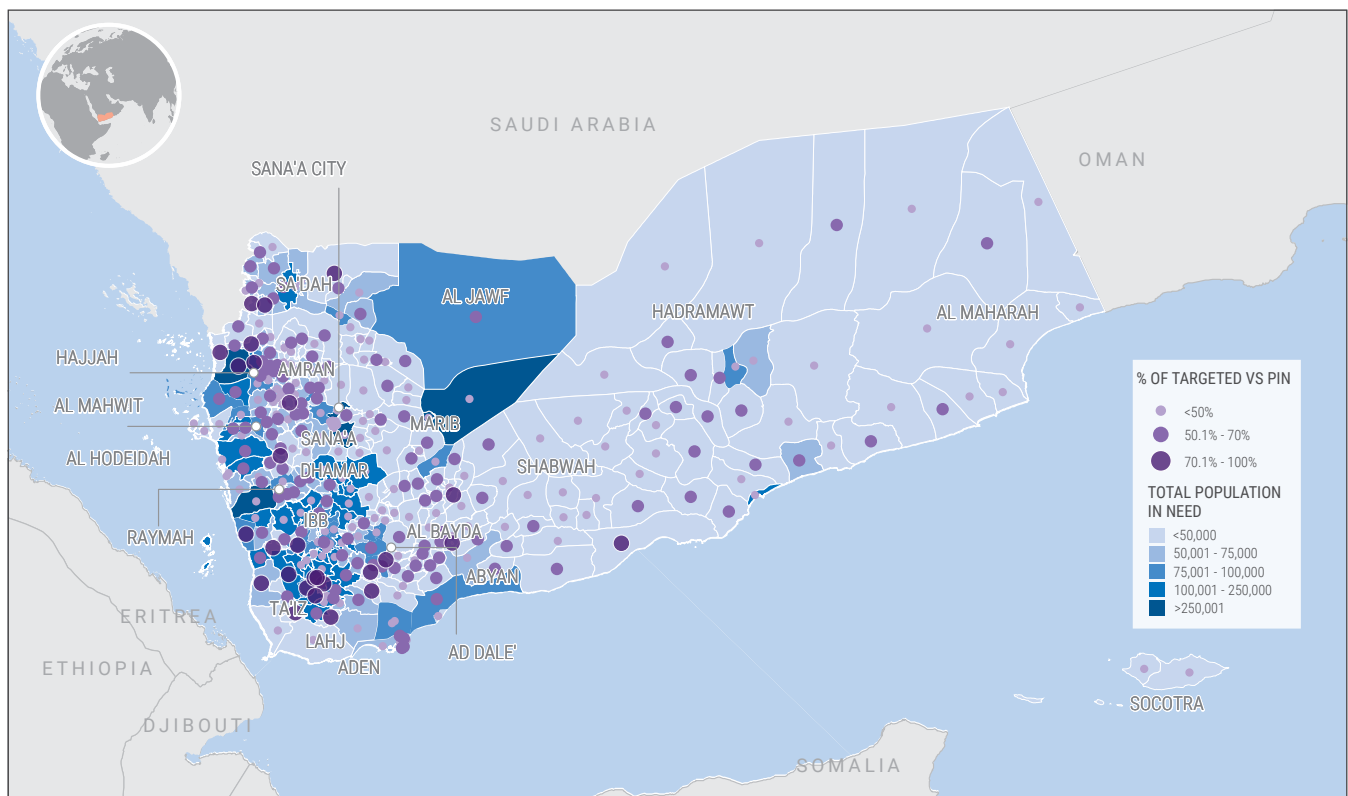 SAUDI ARABIA
OMAN
SANA'A CITY
SA'DAH
AL JAWF
HADRAMAWT
AL MAHARAH
HAJJAH
AMRAN
AL MAHWIT
MARIB
SANA'A
AL HODEIDAH
DHAMAR
SHABWAH
IBB
RAYMAH
AL BAYDA
ABYAN
TA'IZ
ERITREA
LAHJ
AD DALE'
ADEN
ETHIOPIA
DJIBOUTI
SOCOTRA
SOMALIA
% OF TARGETED VS PIN
<50%
50.1% - 70%
70.1% - 100%
TOTAL POPULATION
IN NEED
<50,000
50,001 - 75,000
75,001 - 100,000
100,001 - 250,000
>250,001